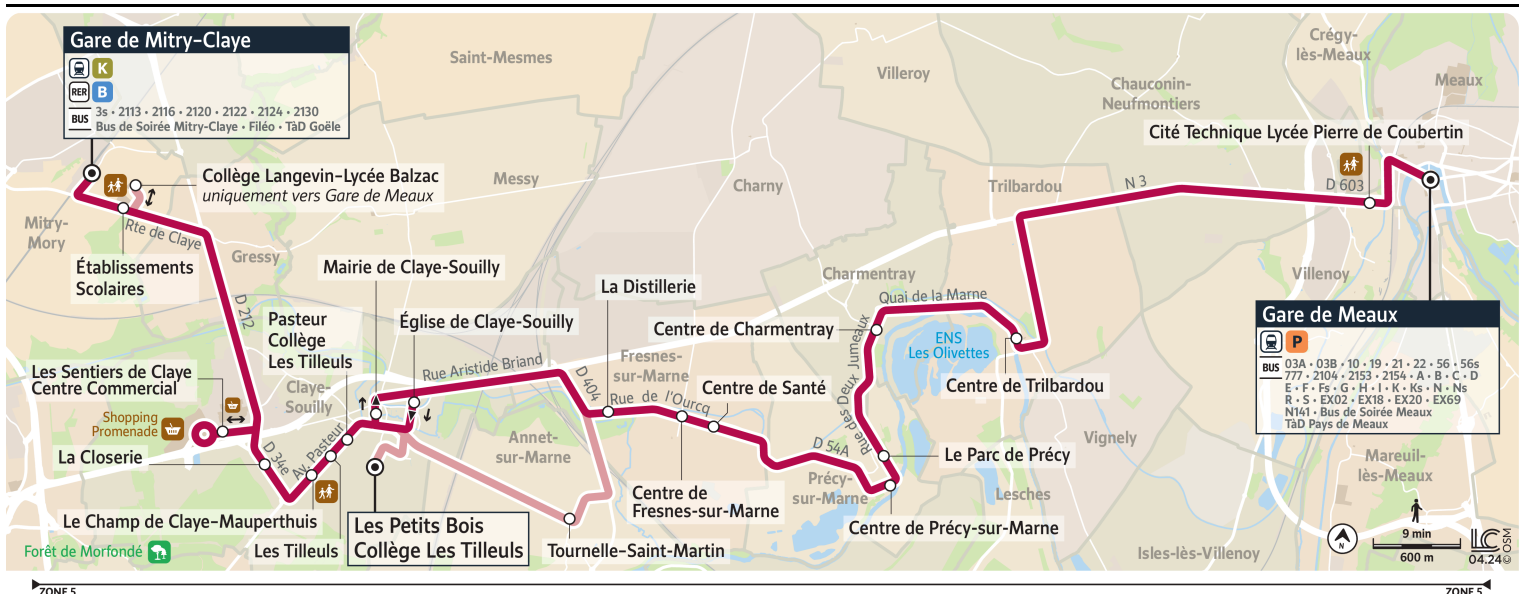 Gare de Mitry-Claye
K
RER B
BUS
3s • 2113 • 2116 • 2120 • 2122 • 2124 • 2130
Bus de Soirée Mitry-Claye • Filéo • TàD Goële
Saint-Mesmes
Villeroy
Crégy-
lès-Meaux
Chauconin-
Neufmontiers
Meaux
Cité Technique Lycée Pierre de Coubertin
D 603
N 3
Collège Langevin-Lycée Balzac
uniquement vers Gare de Meaux
Messy
Charny
Trilbardou
Mitry-
Mory
Rte de Claye
Établissements
Scolaires
Gressy
Mairie de Claye-Souilly
Charmentray
Villenoy
D 212
La Distillerie
Quai de la Marne
Gare de Meaux
P
BUS
03A • 03B • 10 • 19 • 21 • 22 • 56 • 56s
777 • 2104 • 2153 • 2154 • A • B • C • D
E • F • Fs • G • H • I • K • Ks • N • Ns
R • S • EX02 • EX18 • EX20 • EX69
N141 • Bus de Soirée Meaux
TàD Pays de Meaux
Pasteur
Collège
Les Tilleuls
Église de Claye-Souilly
Centre de Charmentray
Rue des Deux Jumeaux
ENS
Les Olivettes
Les Sentiers de Claye
Centre Commercial
Claye-
Souilly
Rue Aristide Briand
Fresnes-
sur-Marne
D 404
Rue de l'Ourcq
Centre de Santé
Centre de Trilbardou
Shopping
Promenade
La Closerie
D 34e
Av. Pasteur
Annet-
sur-Marne
D 54A
Le Parc de Précy
Vignely
Mareuil-
lès-Meaux
Précy-
sur-Marne
Lesches
Centre de
Fresnes-sur-Marne
Le Champ de Claye-Mauperthuis
Les Petits Bois
Collège Les Tilleuls
Centre de Précy-sur-Marne
Forêt de Morfondé
Les Tilleuls
Tournelle-Saint-Martin
Isles-lès-Villenoy
N
9 min
600 m
LC
04.24
© OSM
ZONE 5
ZONE 5